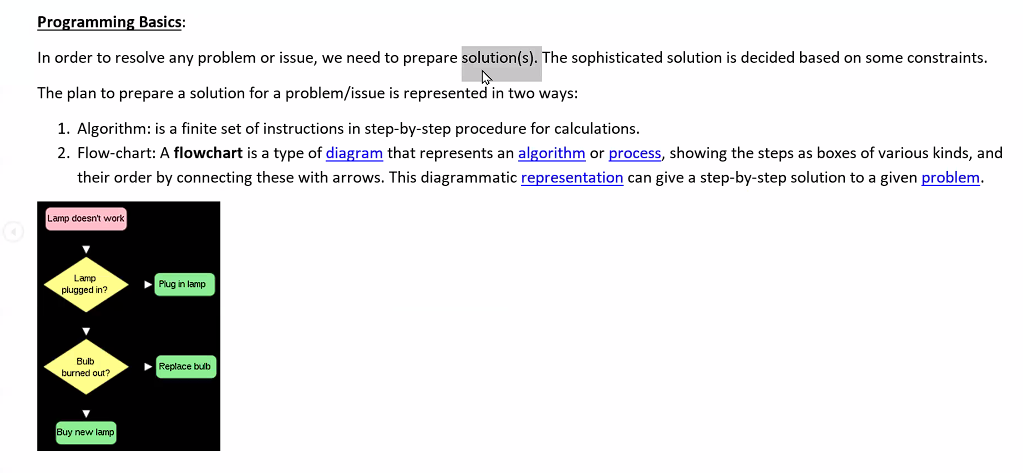 Programming Basics:
In order to resolve any problem or issue, we need to prepare solution(s). The sophisticated solution is decided based on some constraints.
The plan to prepare a solution for a problem/issue is represented in two ways:
1. Algorithm: is a finite set of instructions in step-by-step procedure for calculations.
2. Flow-chart: A flowchart is a type of diagram that represents an algorithm or process, showing the steps as boxes of various kinds, and
their order by connecting these with arrows. This diagrammatic representation can give a step-by-step solution to a given problem.
Lamp doesn't work
Lamp
plugged in?
Plug in lamp
Bulb
burned out?
Replace bulb
Buy new lamp